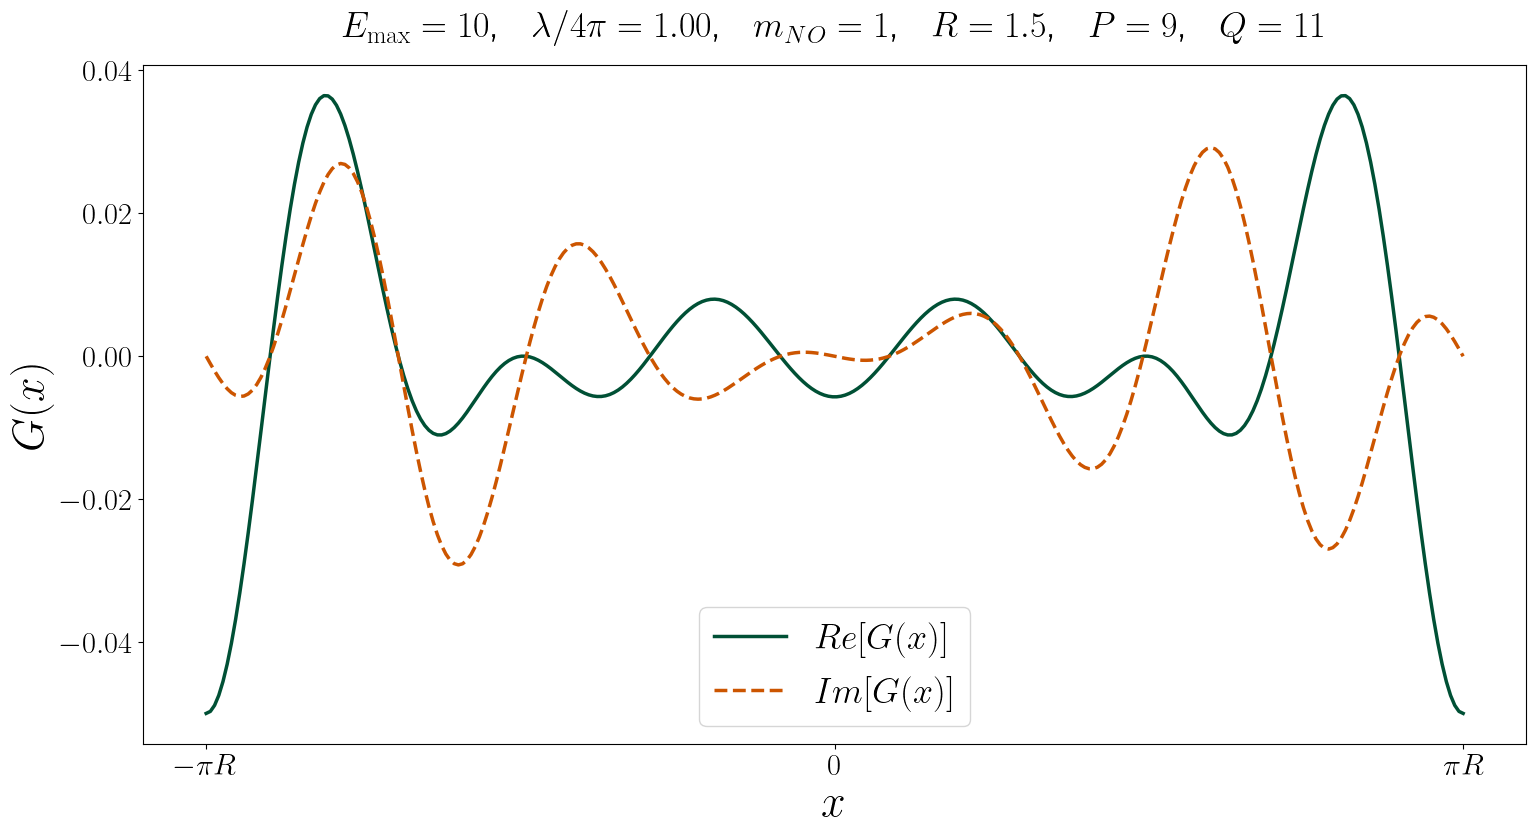 E_max = 10,   λ/4π = 1.00,   m_NO = 1,   R = 1.5,   P = 9,   Q = 11
0.04
0.02
0.00
−0.02
−0.04
G(x)
Re[G(x)]
Im[G(x)]
−πR   0   πR
x